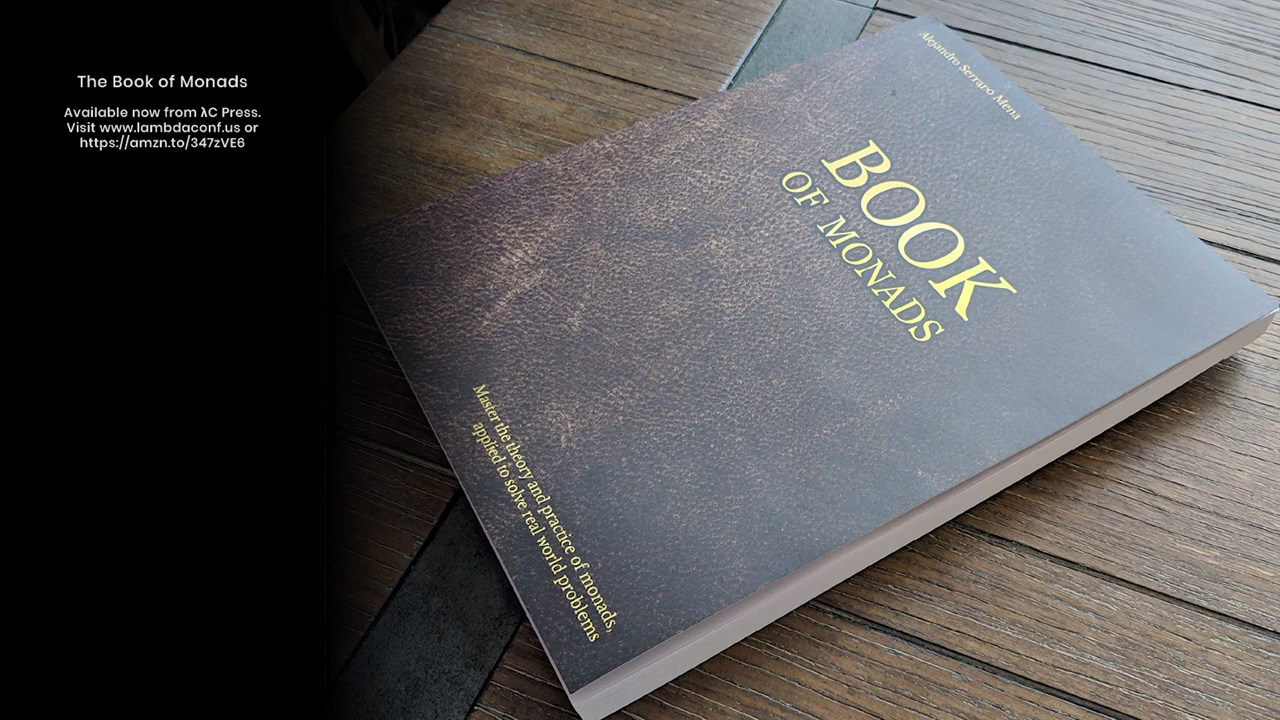 The Book of Monads
Available now from λC Press.
Visit www.lambdaconf.us or
https://amzn.to/347zVE6
Alejandro Serrano Mena
BOOK
OF MONADS
Master the theory and practice of monads,
applied to solve real world problems